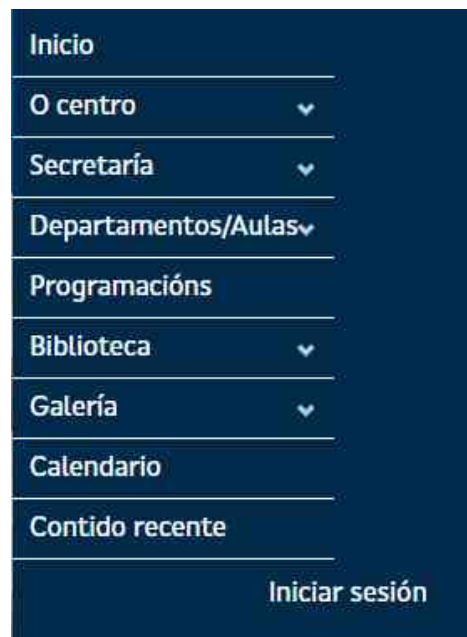 Inicio
O centro
Secretaría
Departamentos/Aulas
Programacións
Biblioteca
Galería
Calendario
Contido recente
Iniciar sesión